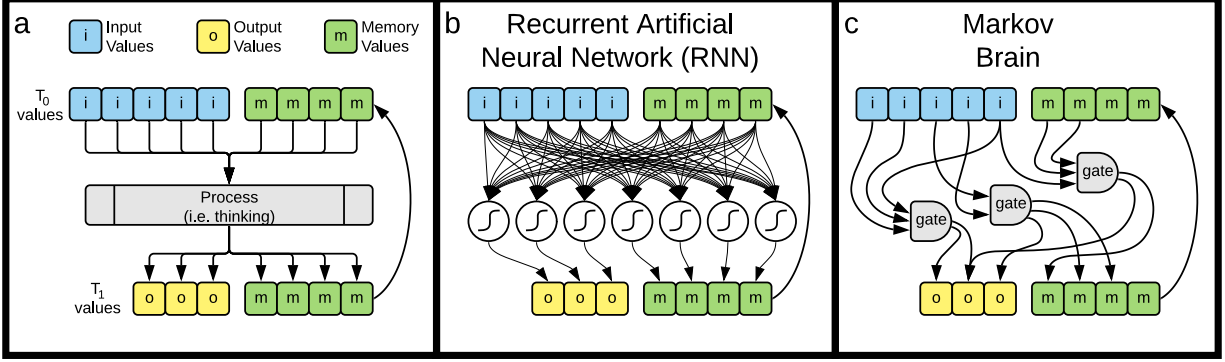 a
i Input Values
o Output Values
m Memory Values
T0 values
i i i i i m m m m
Process
(i.e. thinking)
T1 values
o o o m m m m
b
Recurrent Artificial
Neural Network (RNN)
i i i i i m m m m
o o o m m m m
c
Markov
Brain
i i i i i m m m m
gate
gate
gate
o o o m m m m